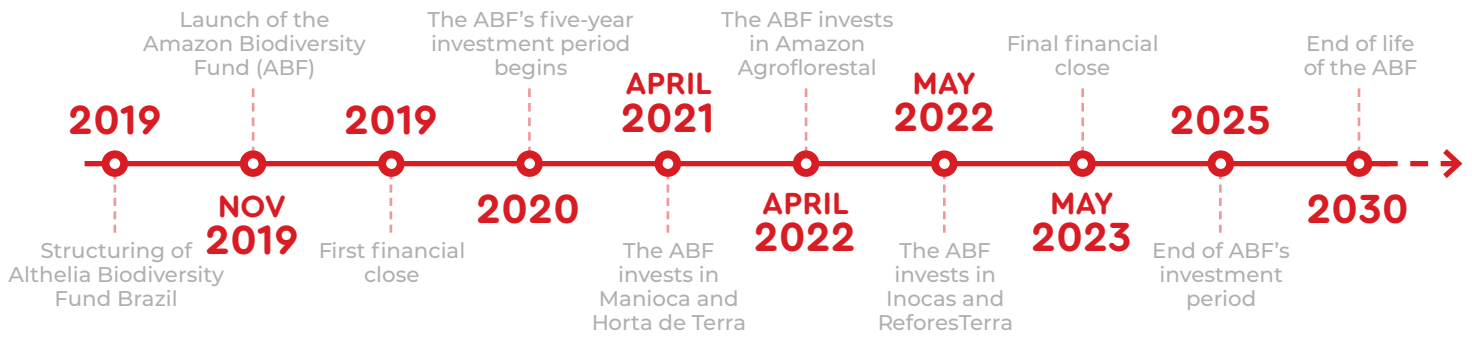 2019
Structuring of
Althelia Biodiversity
Fund Brazil
Launch of the
Amazon Biodiversity
Fund (ABF)
NOV
2019
2019
First financial
close
The ABF’s five-year
investment period
begins
2020
APRIL
2021
The ABF
invests in
Manioca and
Horta de Terra
The ABF invests
in Amazon
Agroflorestal
APRIL
2022
MAY
2022
The ABF
invests in
Inocas and
ReforesTerra
Final financial
close
MAY
2023
2025
End of ABF’s
investment
period
End of life
of the ABF
2030